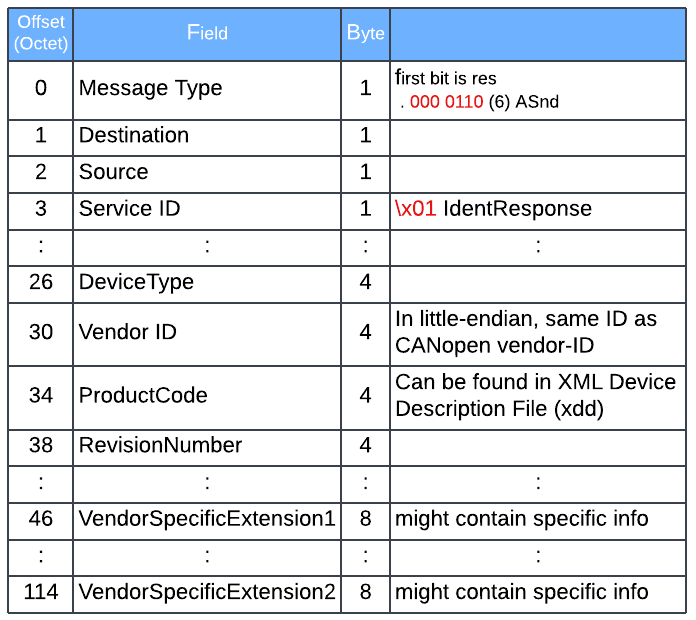 Offset
(Octet)
Field
Byte
0
Message Type
1
first bit is res
. 000 0110 (6) ASnd
1
Destination
1
2
Source
1
3
Service ID
1
\x01 IdentResponse
:
:
:
:
26
DeviceType
4
30
Vendor ID
4
In little-endian, same ID as
CANopen vendor-ID
34
ProductCode
4
Can be found in XML Device
Description File (xdd)
38
RevisionNumber
4
:
:
:
:
46
VendorSpecificExtension1
8
might contain specific info
:
:
:
:
114
VendorSpecificExtension2
8
might contain specific info